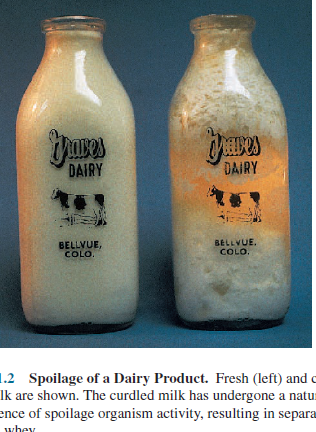 Graves
DAIRY
BELLVUE,
COLO.
Graves
DAIRY
BELLVUE,
COLO.
1.2 Spoilage of a Dairy Product. Fresh (left) and c
lk are shown. The curdled milk has undergone a natur
ence of spoilage organism activity, resulting in separa
whey